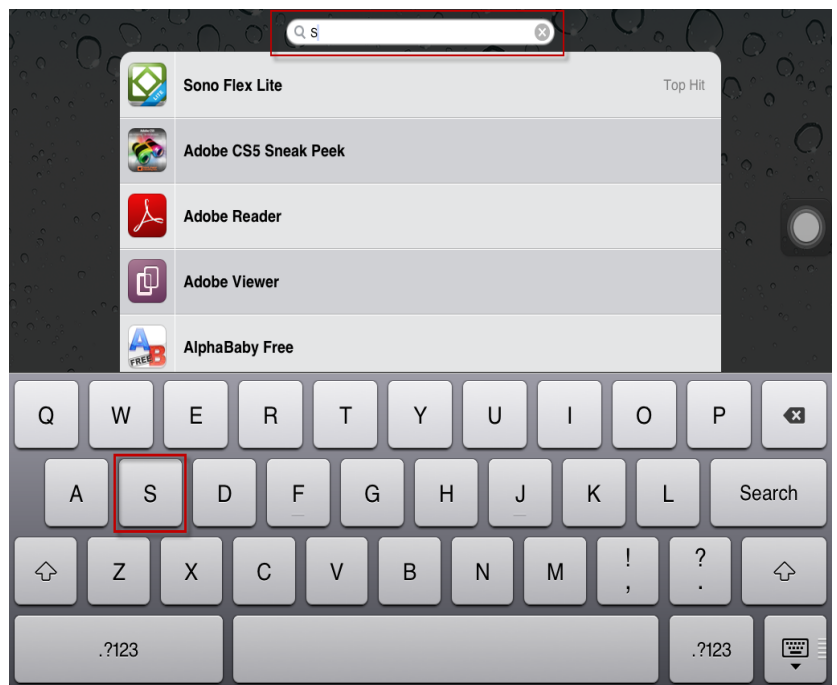 S
Sono Flex Lite Top Hit
Adobe CS5 Sneak Peek
Adobe Reader
Adobe Viewer
AlphaBaby Free
Q W E R T Y U I O P
A S D F G H J K L Search
Z X C V B N M ! , ? .
.?123 .?123